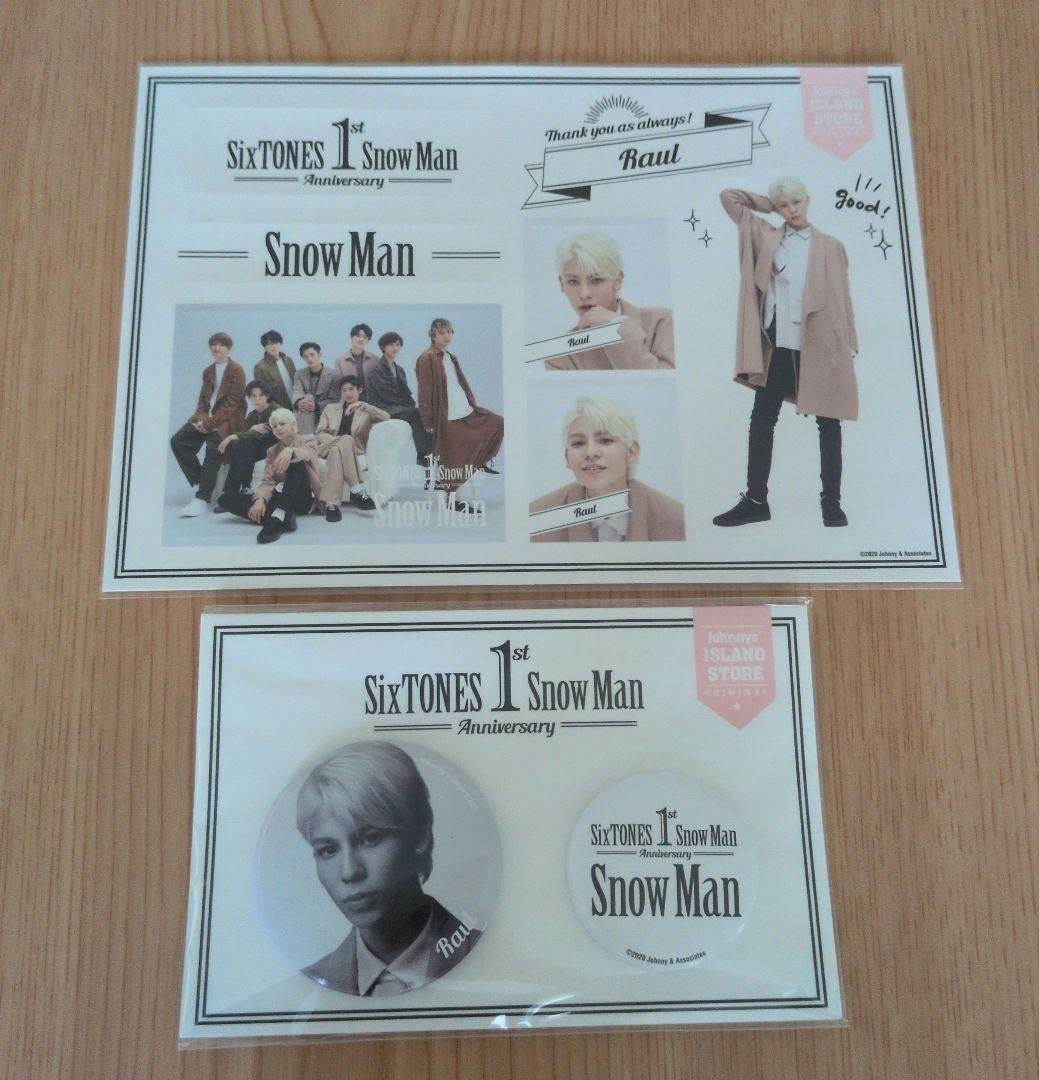 SixTONES 1st Snow Man
Anniversary
Snow Man
SixTONES 1st Snow Man
Anniversary
Snow Man
Thank you as always!
Raul
Johnnys'
ISLAND
STORE
ORIGINAL
good!
Raul
Raul
©2020 Johnny & Associates
SixTONES 1st Snow Man
Anniversary
Johnnys'
ISLAND
STORE
ORIGINAL
Raul
SixTONES 1st Snow Man
Anniversary
Snow Man
©2020 Johnny & Associates